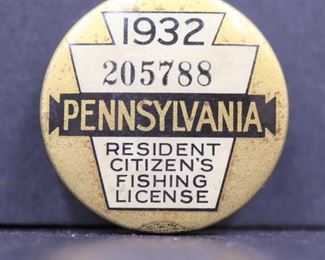 1932
205788
PENNSYLVANIA
RESIDENT
CITIZEN'S
FISHING
LICENSE